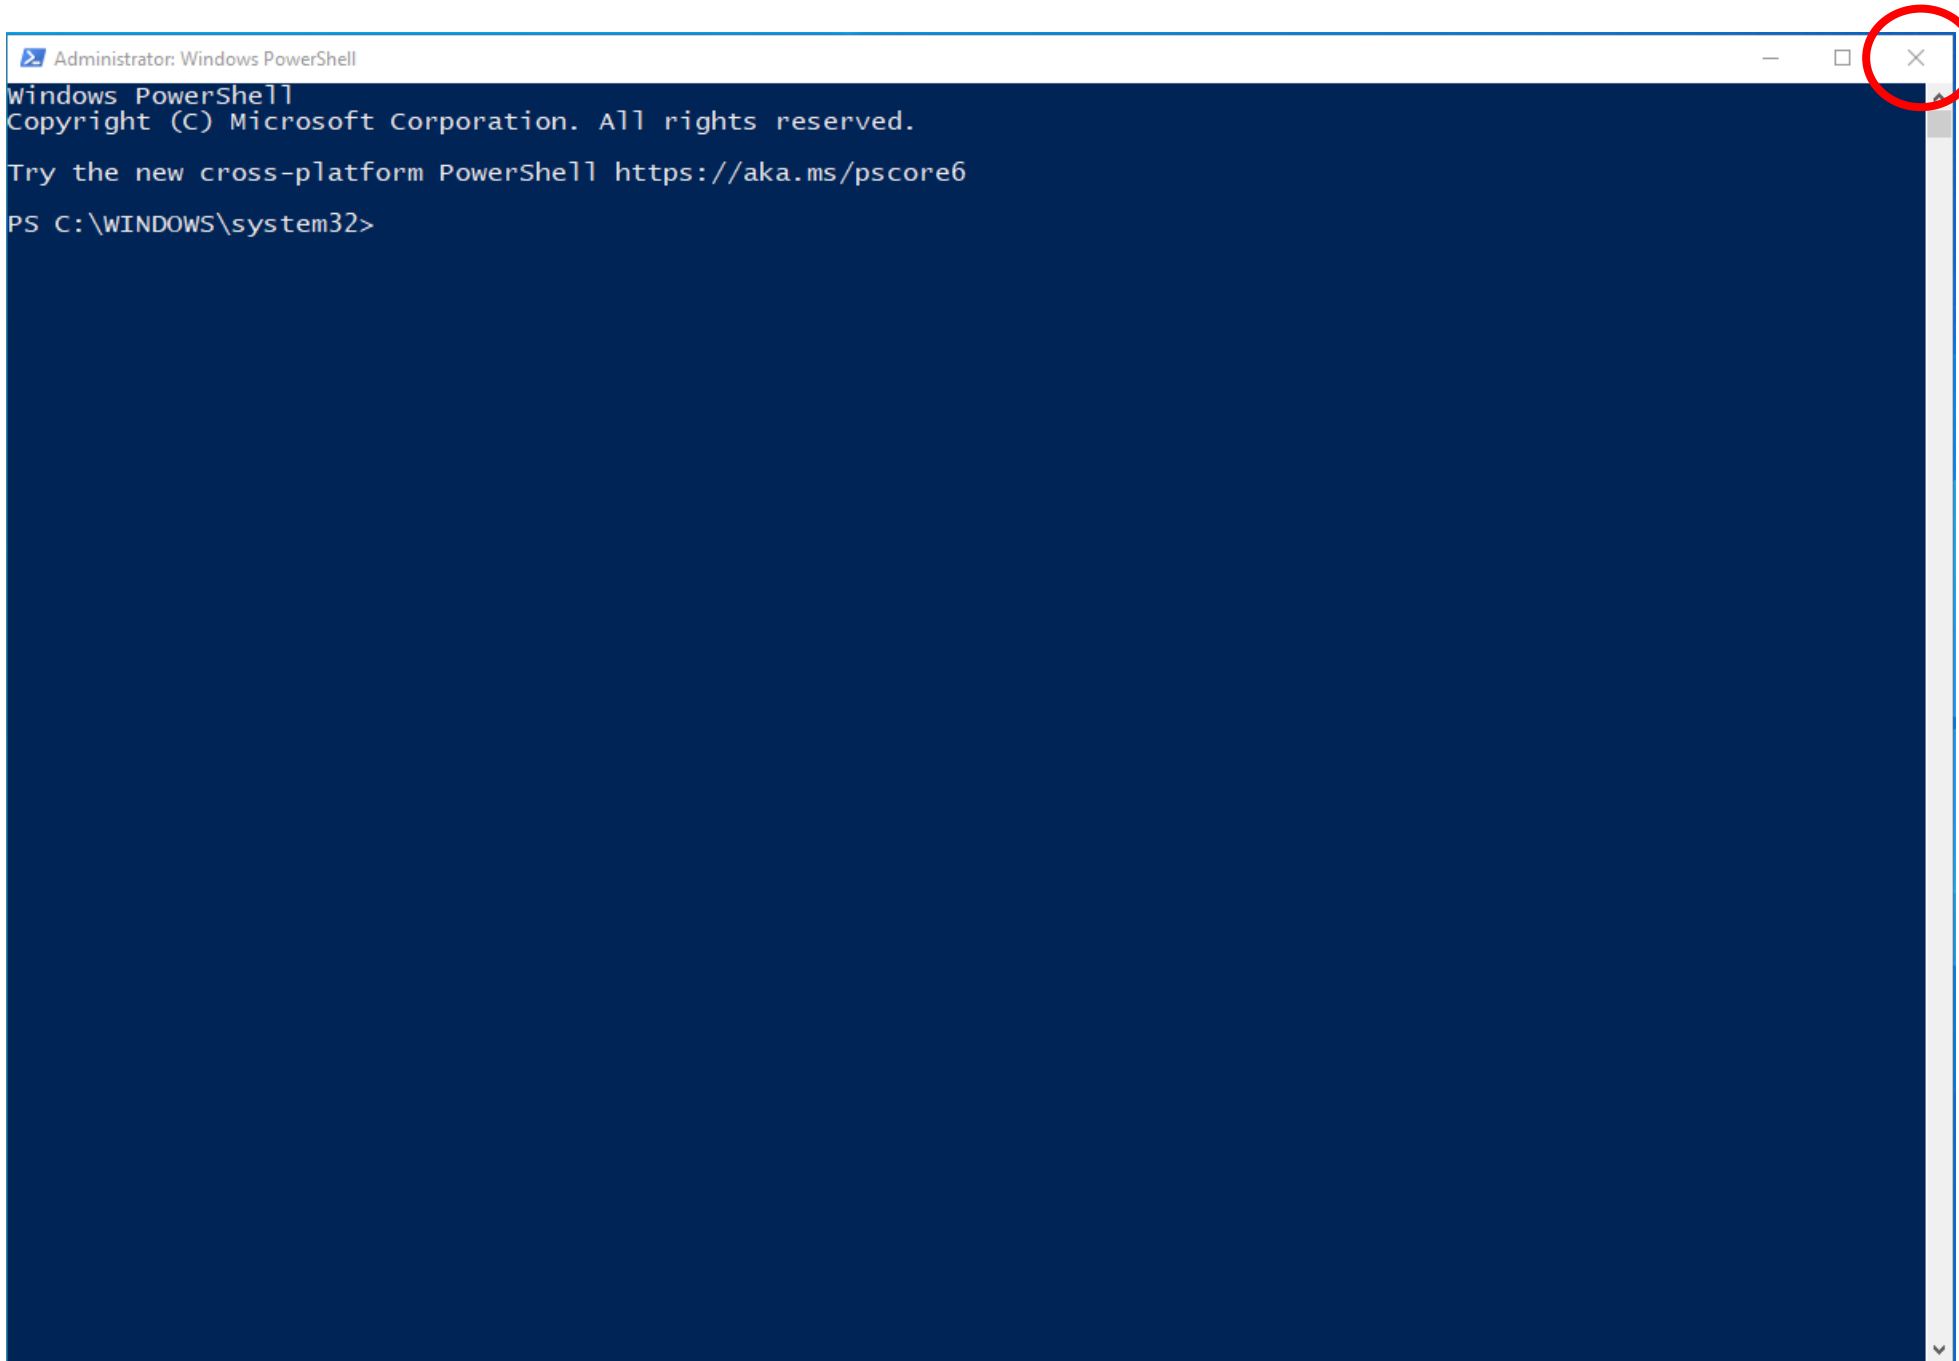 Administrator: Windows PowerShell
Windows PowerShell
Copyright (C) Microsoft Corporation. All rights reserved.
Try the new cross-platform PowerShell https://aka.ms/pscore6
PS C:\WINDOWS\system32>